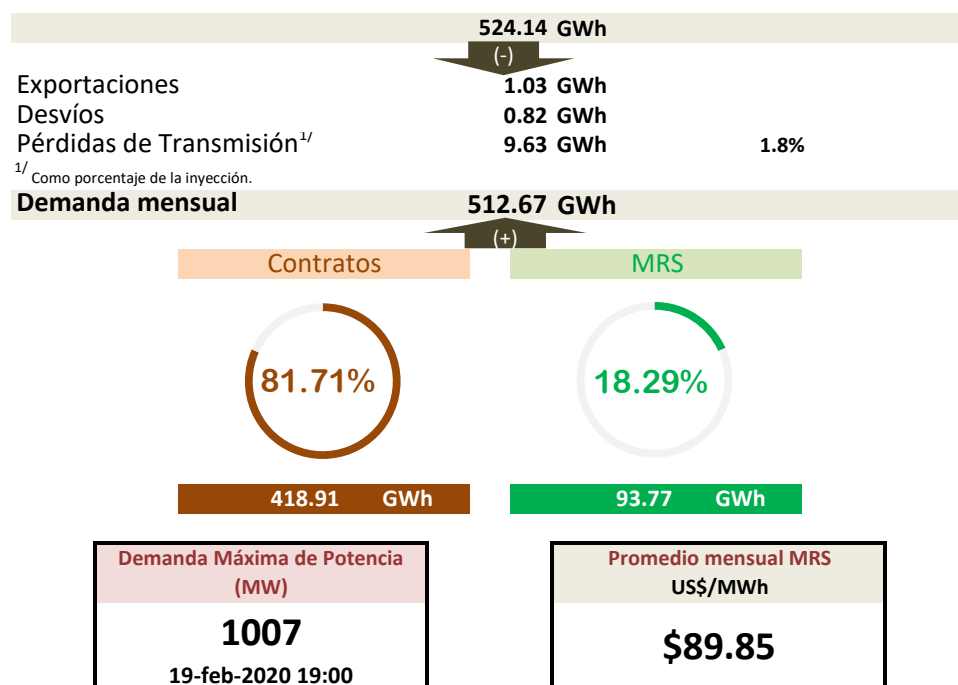 524.14 GWh
(-)
Exportaciones 1.03 GWh
Desvíos 0.82 GWh
Pérdidas de Transmisión1/ 9.63 GWh 1.8%
1/ Como porcentaje de la inyección.
Demanda mensual 512.67 GWh
(+)
Contratos MRS
81.71% 18.29%
418.91 GWh 93.77 GWh
Demanda Máxima de Potencia
(MW)
1007
19-feb-2020 19:00
Promedio mensual MRS
US$/MWh
$89.85